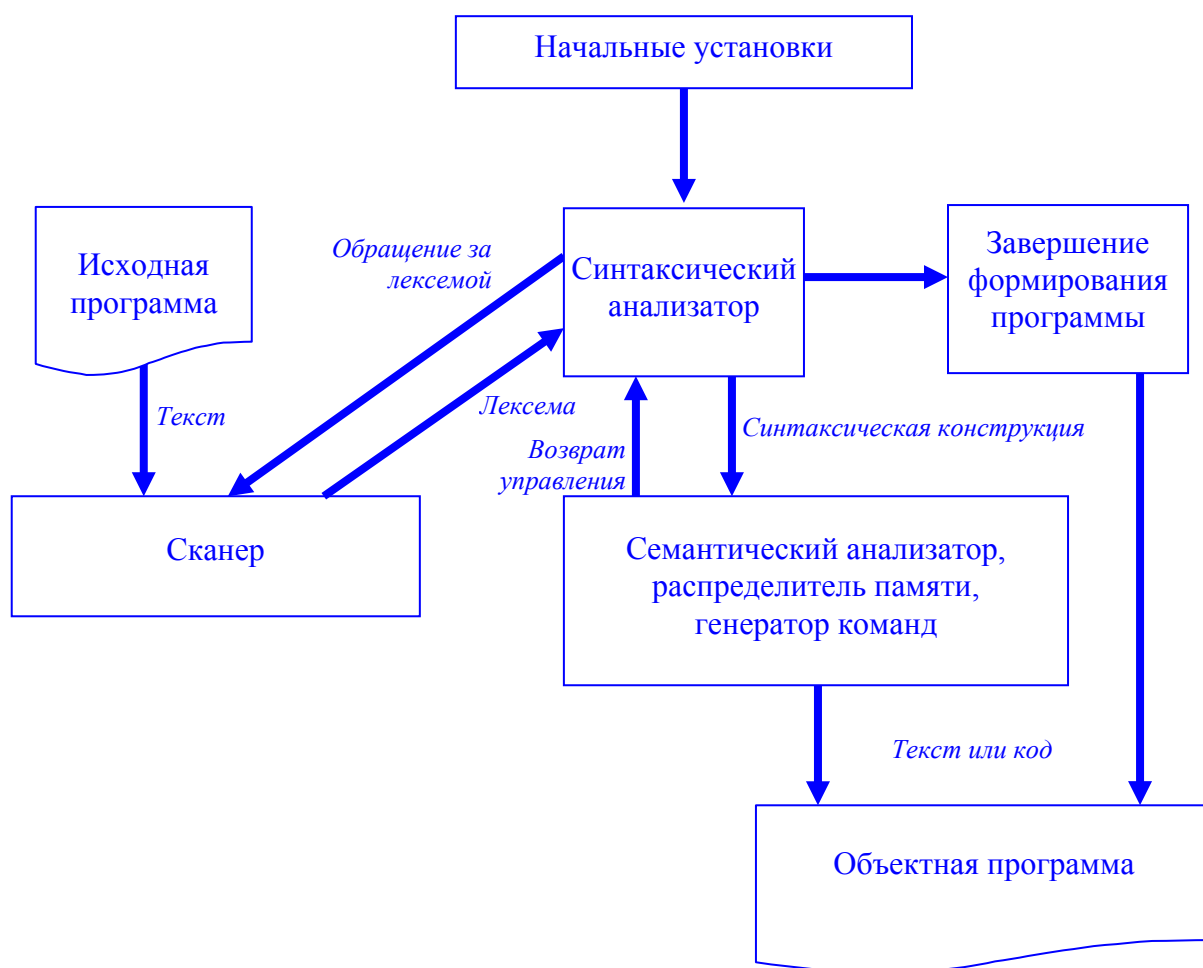 Начальные установки
Исходная
программа
Обращение за
лексемой
Синтаксический
анализатор
Завершение
формирования
программы
Текст
Лексема
Возврат
управления
Синтаксическая конструкция
Сканер
Семантический анализатор,
распределитель памяти,
генератор команд
Текст или код
Объектная программа